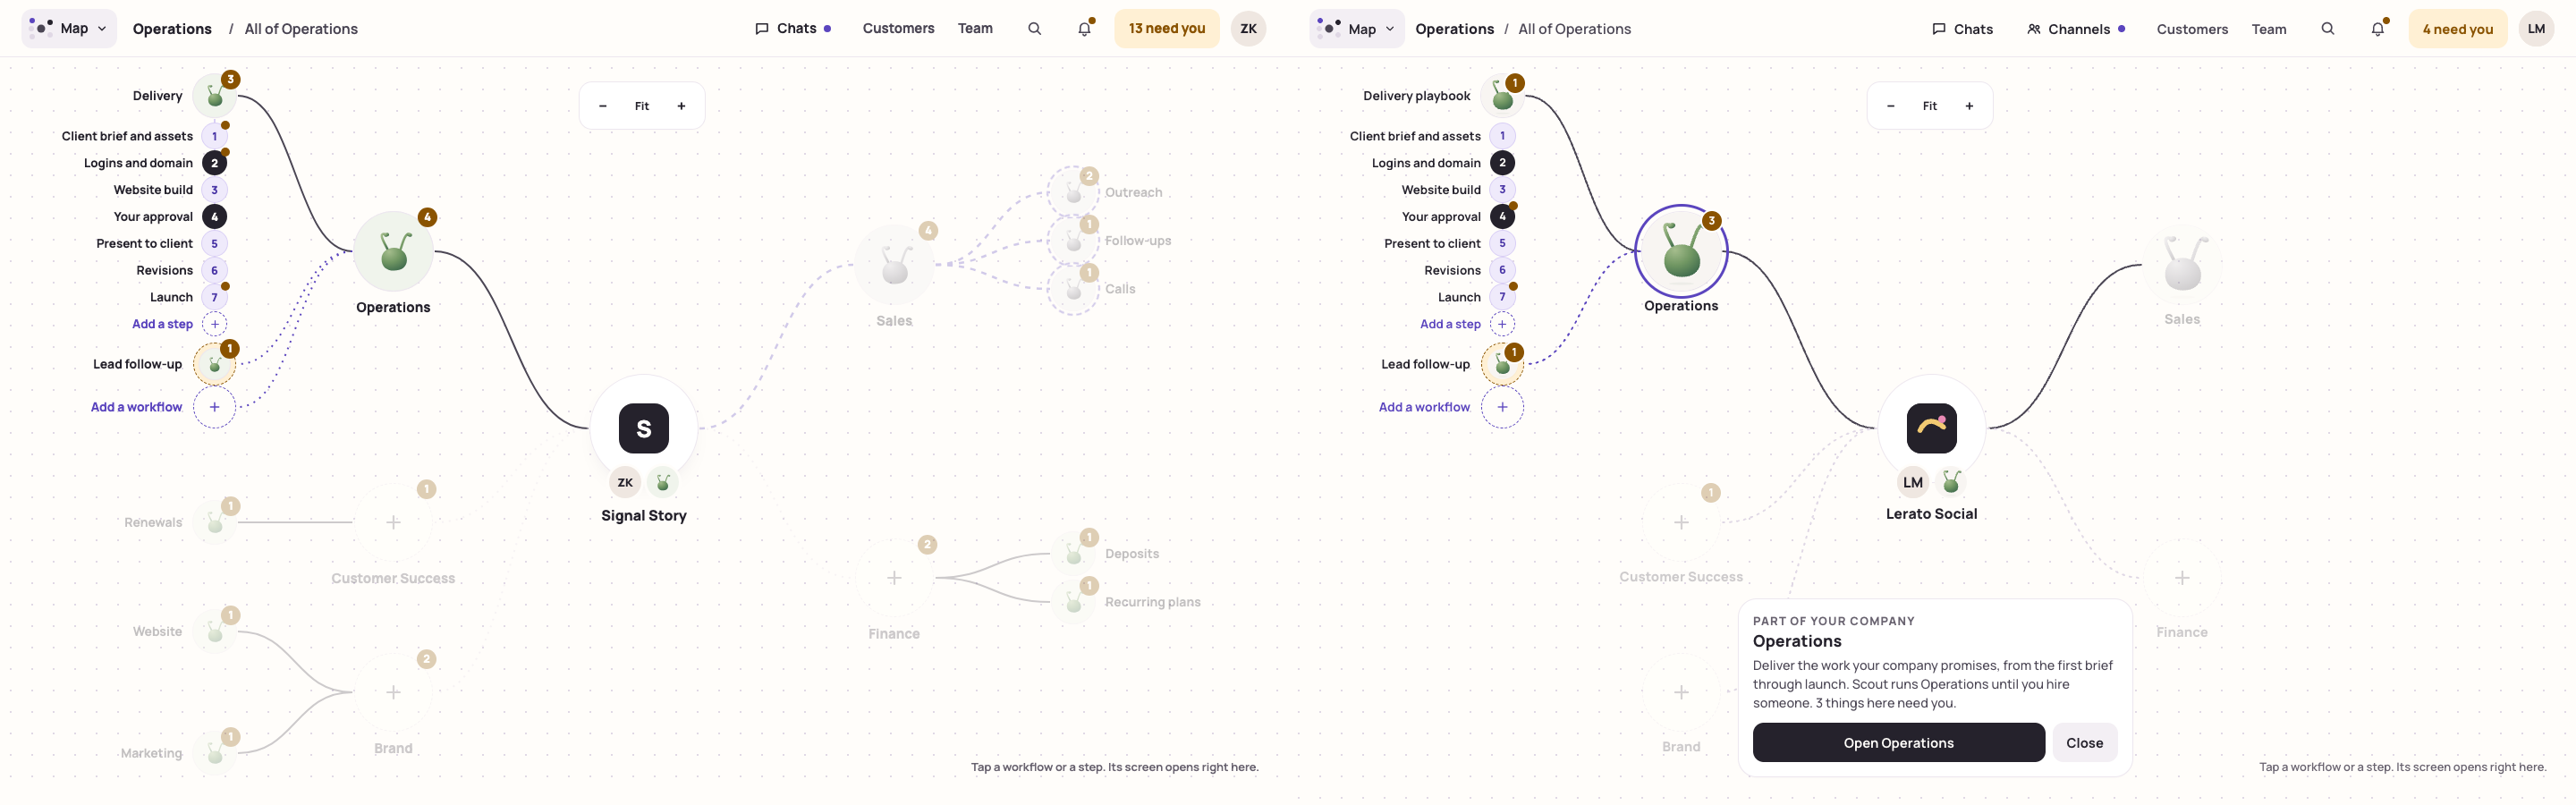 Map Operations / All of Operations Chats Customers Team 13 need you ZK
3
Delivery
Client brief and assets 1
Logins and domain 2
Website build 3
Your approval 4
Present to client 5
Revisions 6
Launch 7
Add a step +
1
Lead follow-up
Add a workflow +
− Fit +
4
Operations
S
ZK
Signal Story
4
Sales
2
Outreach
1
Follow-ups
1
Calls
1
Renewals
1
+
Customer Success
1
Website
2
+
Brand
1
Marketing
2
+
Finance
1
Deposits
1
Recurring plans
Tap a workflow or a step. Its screen opens right here.
Map Operations / All of Operations Chats Channels Customers Team 4 need you LM
1
Delivery playbook
Client brief and assets 1
Logins and domain 2
Website build 3
Your approval 4
Present to client 5
Revisions 6
Launch 7
Add a step +
1
Lead follow-up
Add a workflow +
− Fit +
3
Operations
LM
Lerato Social
Sales
1
+
Customer Success
+
Brand
+
Finance
PART OF YOUR COMPANY
Operations
Deliver the work your company promises, from the first brief
through launch. Scout runs Operations until you hire
someone. 3 things here need you.
Open Operations Close
Tap a workflow or a step. Its screen opens right here.